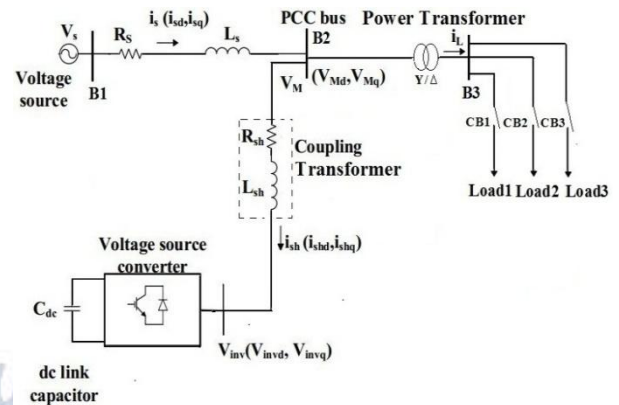 PCC bus Power Transformer
Vs
Rs
is (isd,isq)
Ls
B2
iL
VM (VMd,VMq)
Y/Δ
Voltage
source
B1
B3
CB1 CB2 CB3
Rsh
Lsh
Coupling
Transformer
Load1 Load2 Load3
ish (ishd,ishq)
Voltage source
converter
Cdc
Vinv(Vinvd, Vinvq)
dc link
capacitor